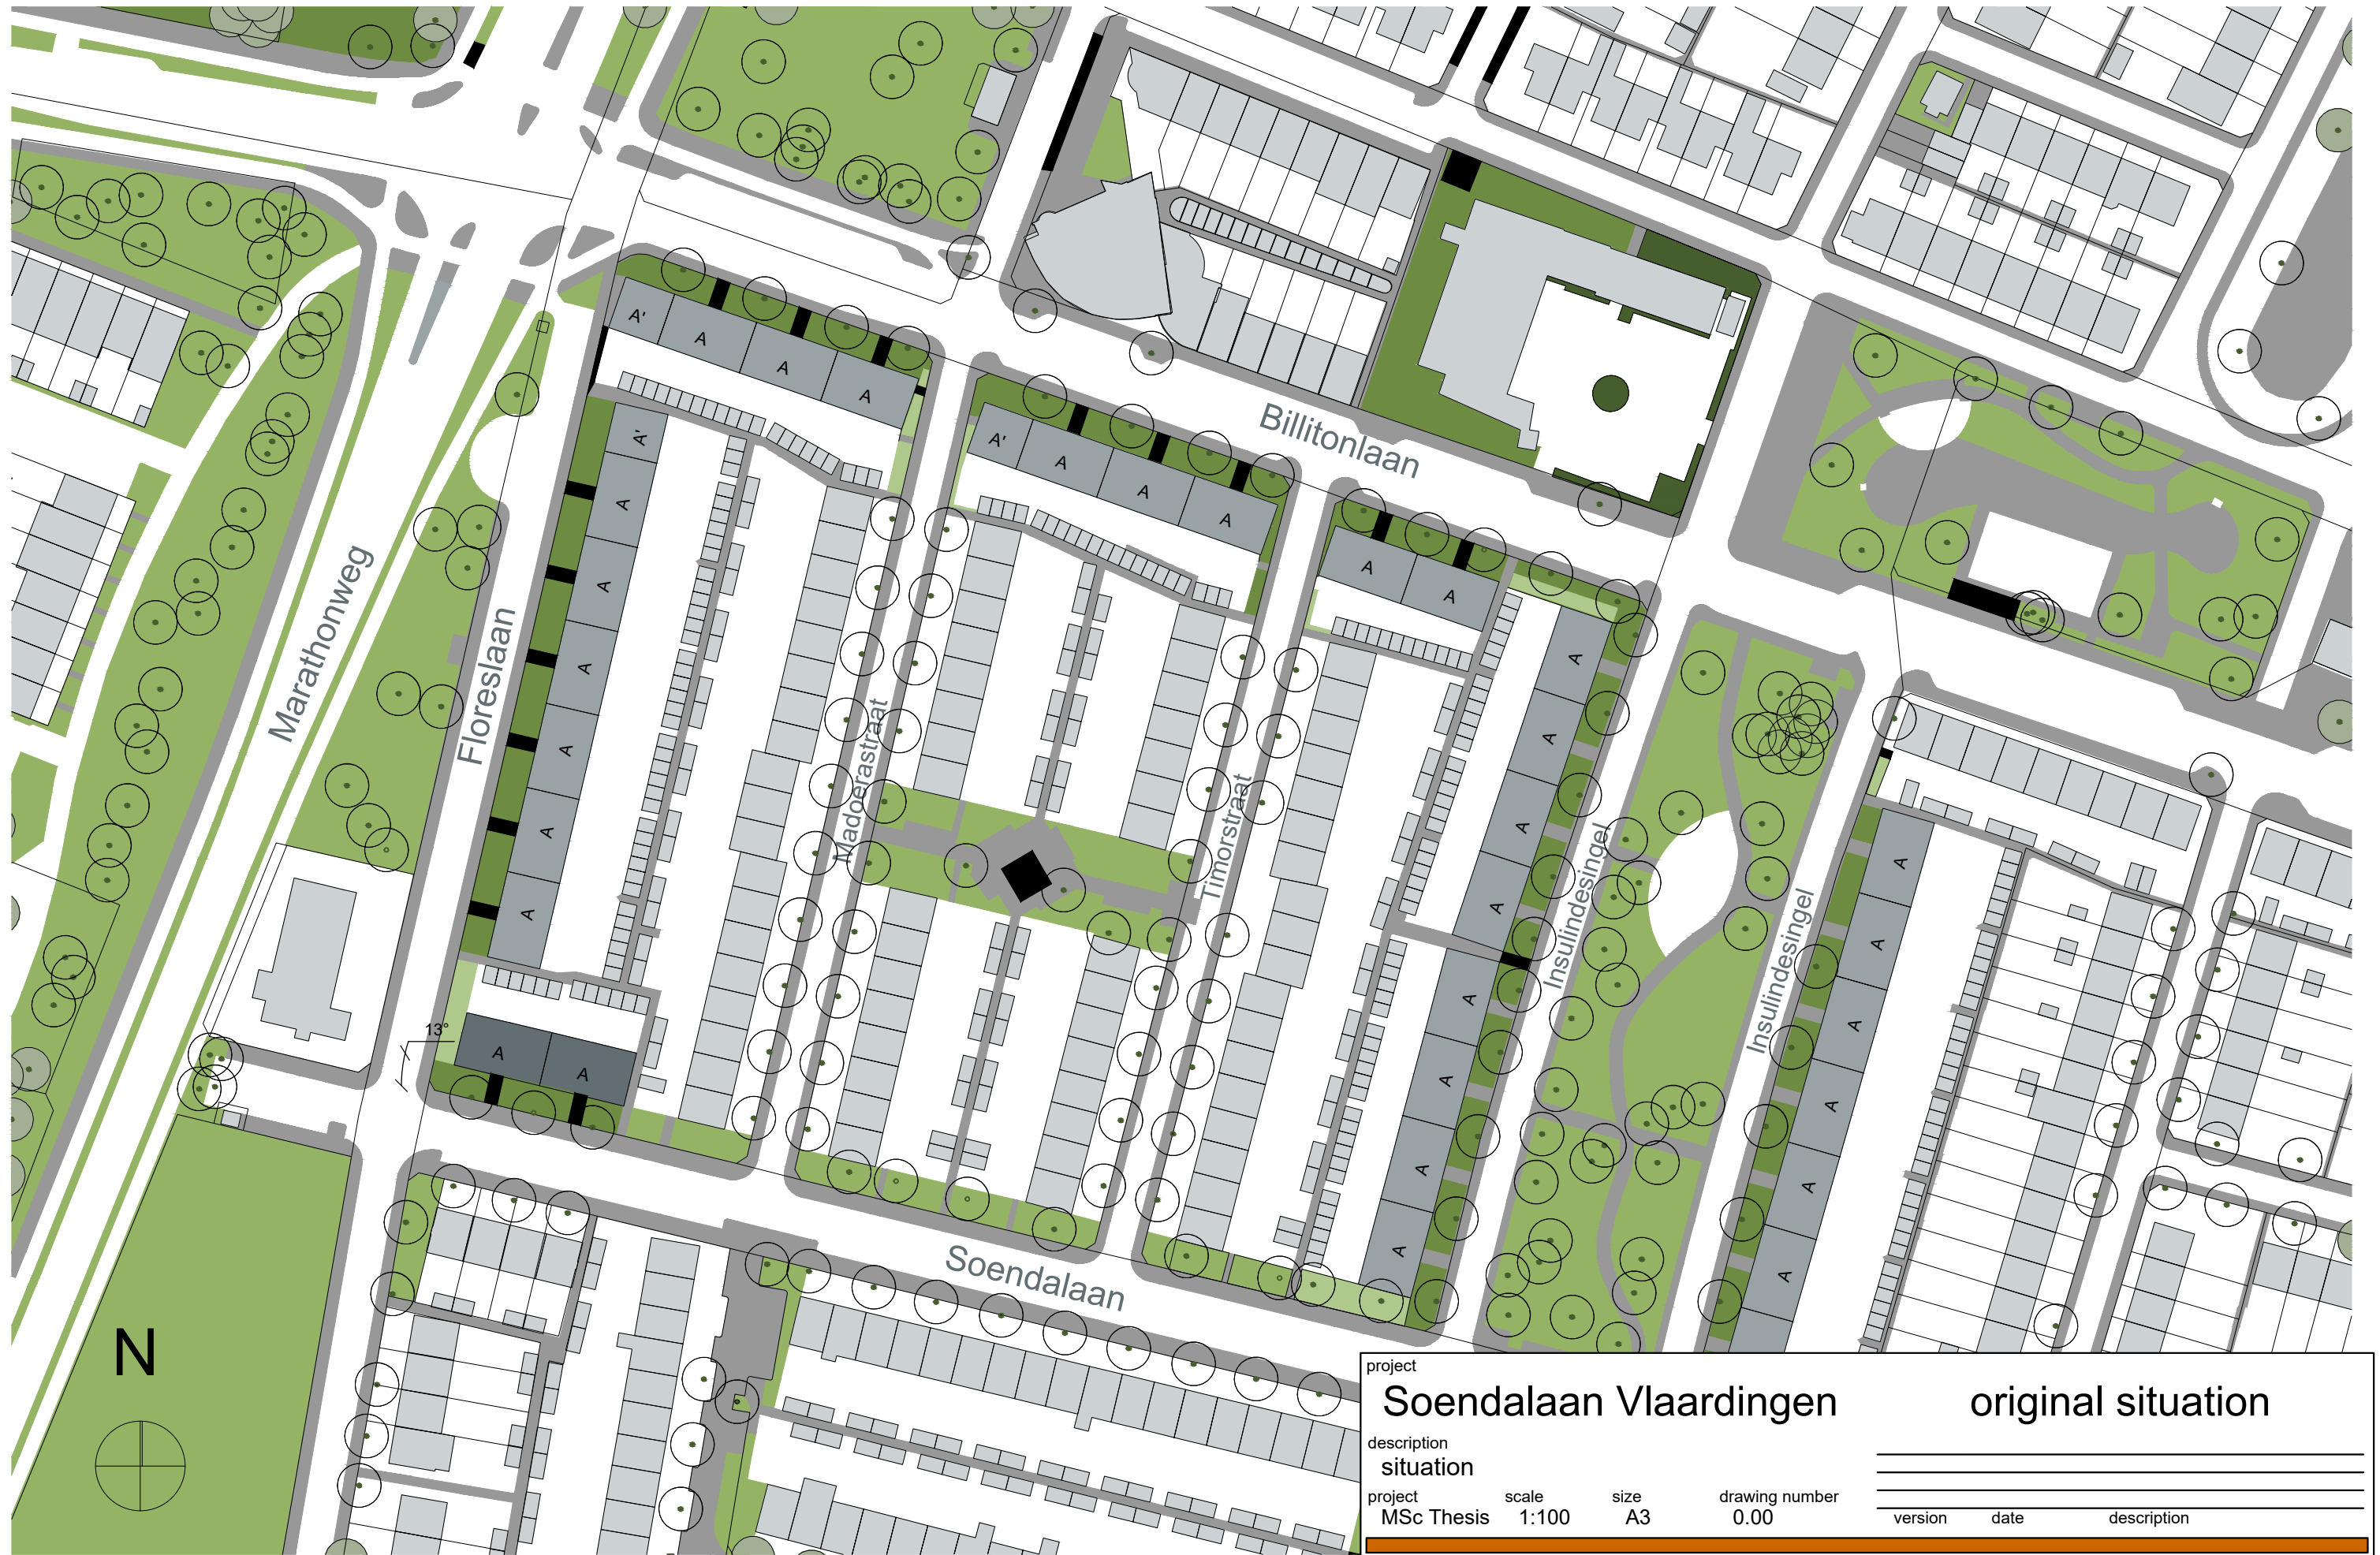 Billitonlaan
A'
A
A
A
A'
A
A
A
A
A
A'
A
A
A
A
A
A
A
A
A
13°
Marathonweg
Floreslaan
Madoerastraat
Timorstraat
Insulindesingel
Insulindesingel
A
A
A
A
A
A
A
A
A
A
A
A
A
A
Soendalaan
N
project
Soendalaan Vlaardingen original situation
description
situation
project scale size drawing number
MSc Thesis 1:100 A3 0.00
version date description